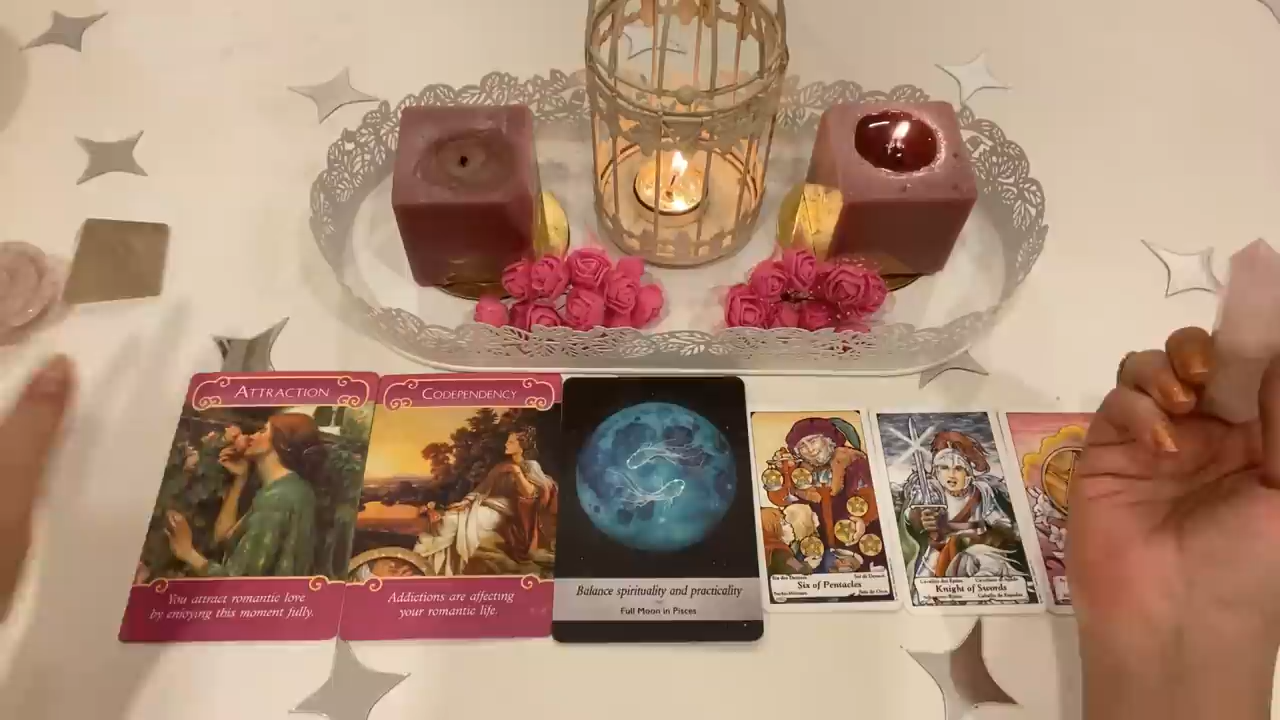 ATTRACTION
You attract romantic love
by enjoying this moment fully.
CODEPENDENCY
Addictions are affecting
your romantic life.
Balance spirituality and practicality
Full Moon in Pisces
Six of Pentacles
Knight of Swords